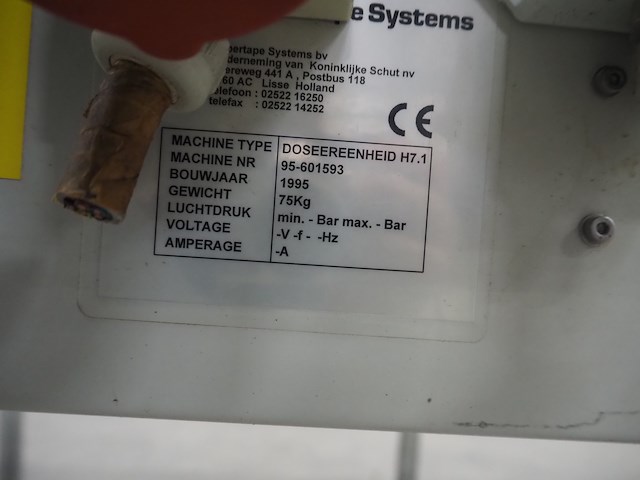 e Systems
ertape Systems bv
derneming van Koninklijke Schut nv
ereweg 441 A , Postbus 118
60 AC Lisse Holland
lefoon : 02522 16250
telefax : 02522 14252
CE
MACHINE TYPE DOSEEREENHEID H7.1
MACHINE NR 95-601593
BOUWJAAR 1995
GEWICHT 75Kg
LUCHTDRUK min. - Bar max. - Bar
VOLTAGE -V -f - -Hz
AMPERAGE -A